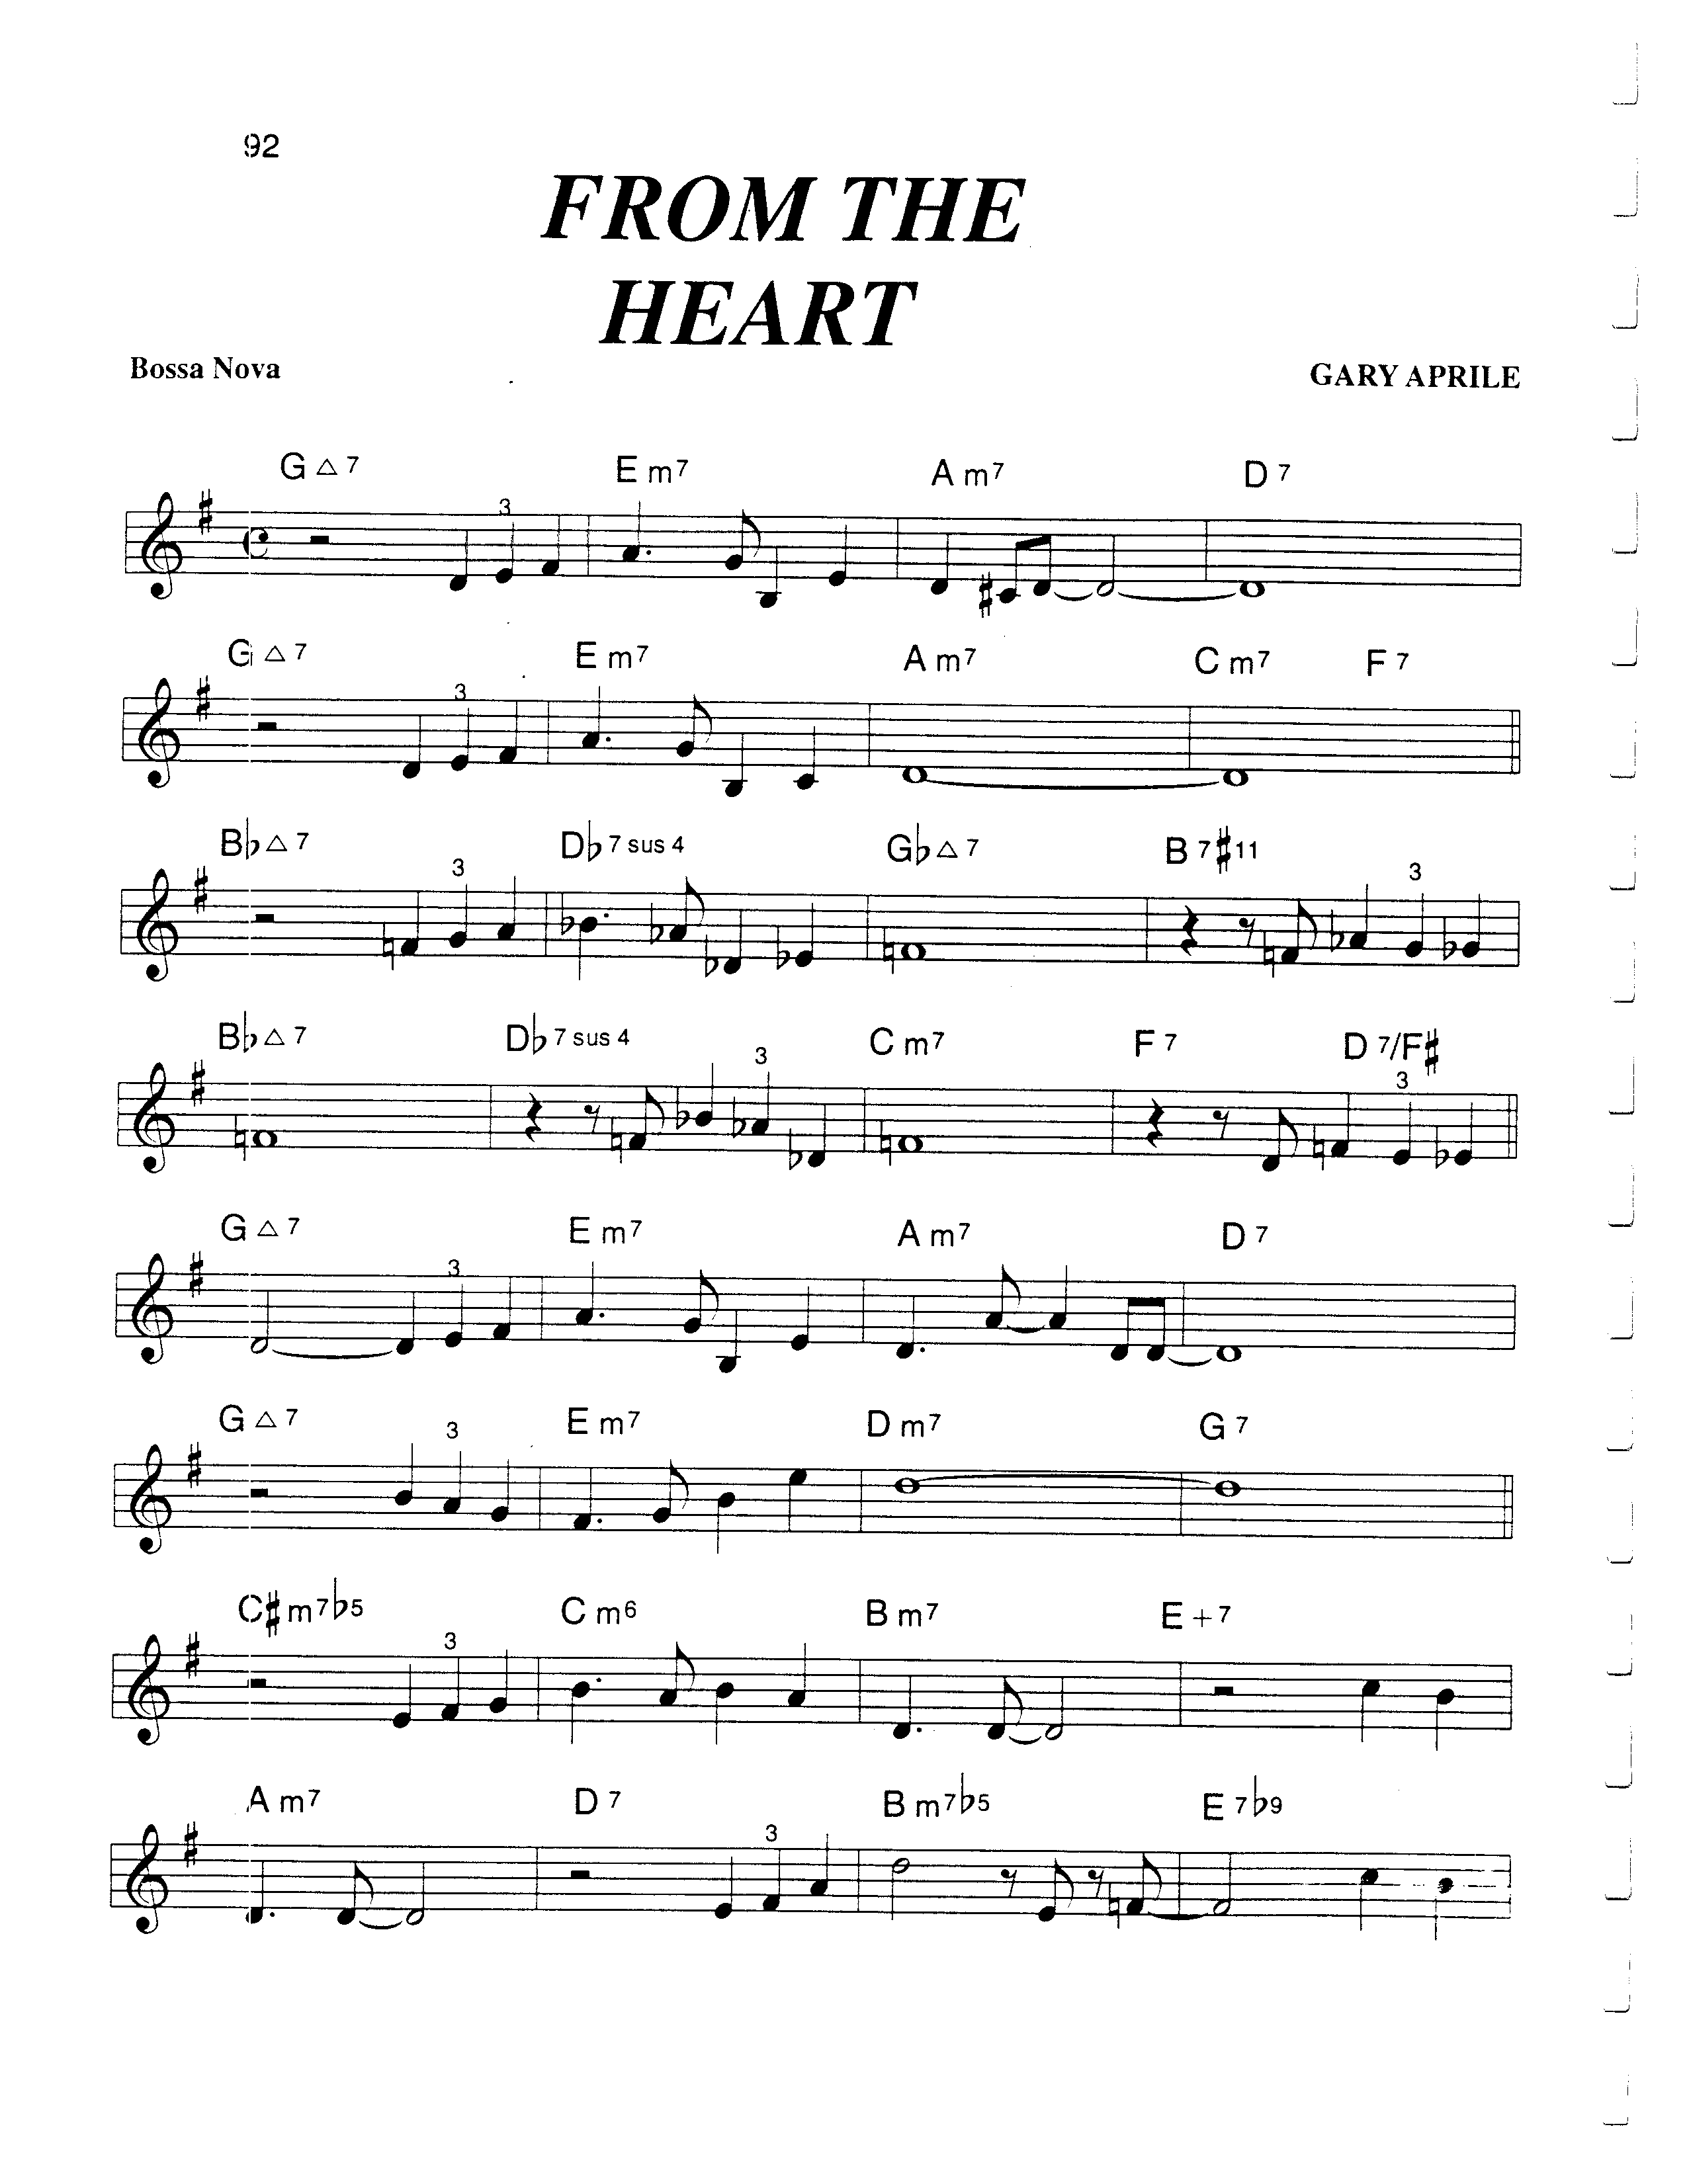 92
FROM THE
HEART
Bossa Nova
GARY APRILE
G△7 Em7 Am7 D7
3
G△7 Em7 Am7 Cm7 F7
3
B♭△7 D♭7sus4 G♭△7 B7♯11
3 3
B♭△7 D♭7sus4 Cm7 F7 D7/F♯
3 3
G△7 Em7 Am7 D7
3
G△7 Em7 Dm7 G7
3
C♯m7♭5 Cm6 Bm7 E+7
3
Am7 D7 Bm7♭5 E7♭9
3